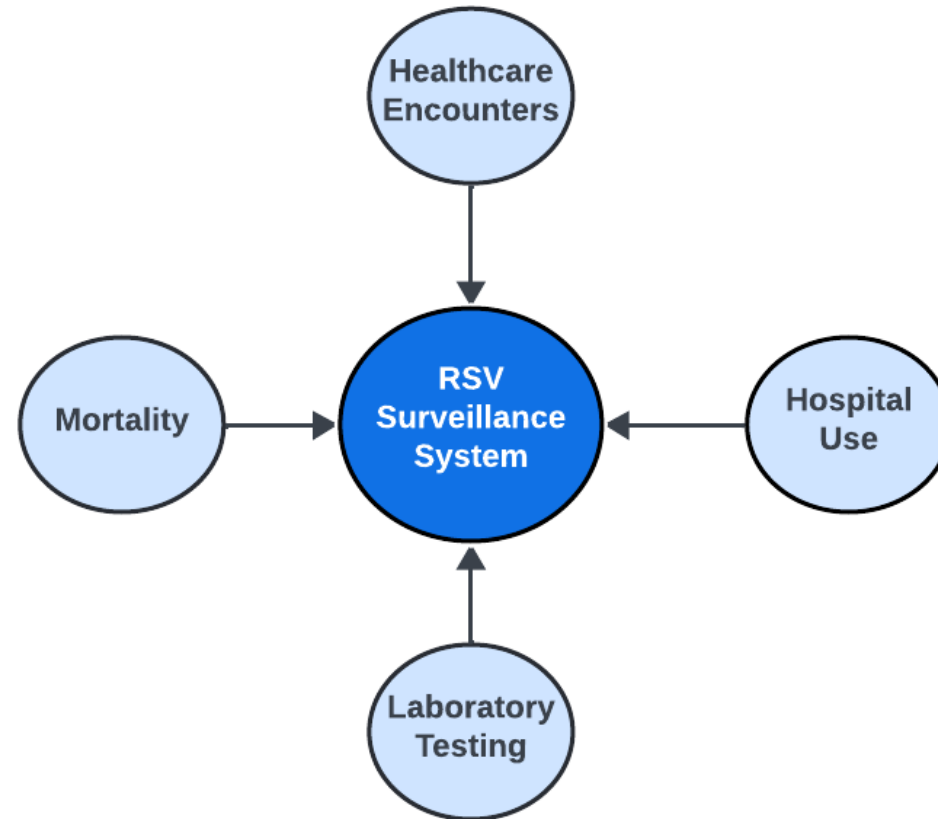 Healthcare
Encounters
RSV
Surveillance
System
Mortality
Hospital
Use
Laboratory
Testing